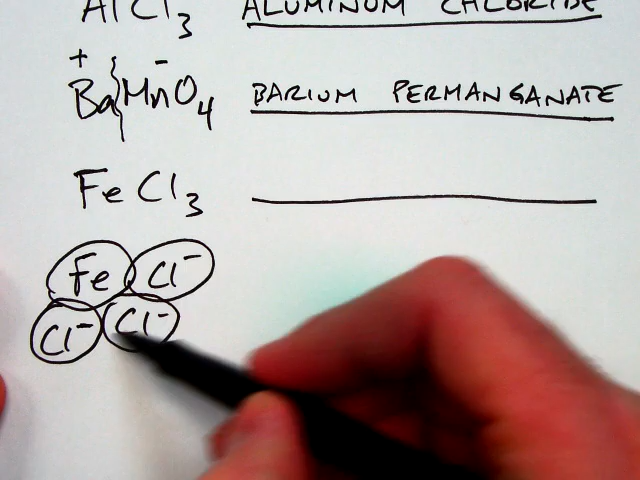 AlCl3 ALUMINUM CHLORIDE
+ -
BaMnO4 BARIUM PERMANGANATE
FeCl3
Fe Cl-
Cl- Cl-